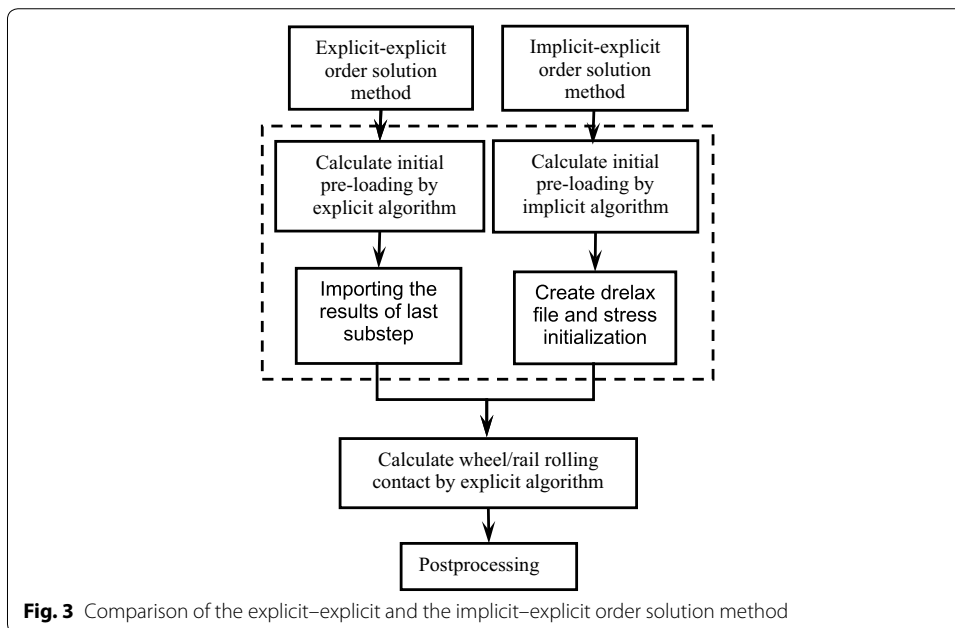 Explicit-explicit
order solution
method
Implicit-explicit
order solution
method
Calculate initial
pre-loading by
explicit algorithm
Calculate initial
pre-loading by
implicit algorithm
Importing the
results of last
substep
Create drelax
file and stress
initialization
Calculate wheel/rail rolling
contact by explicit algorithm
Postprocessing
Fig. 3 Comparison of the explicit–explicit and the implicit–explicit order solution method